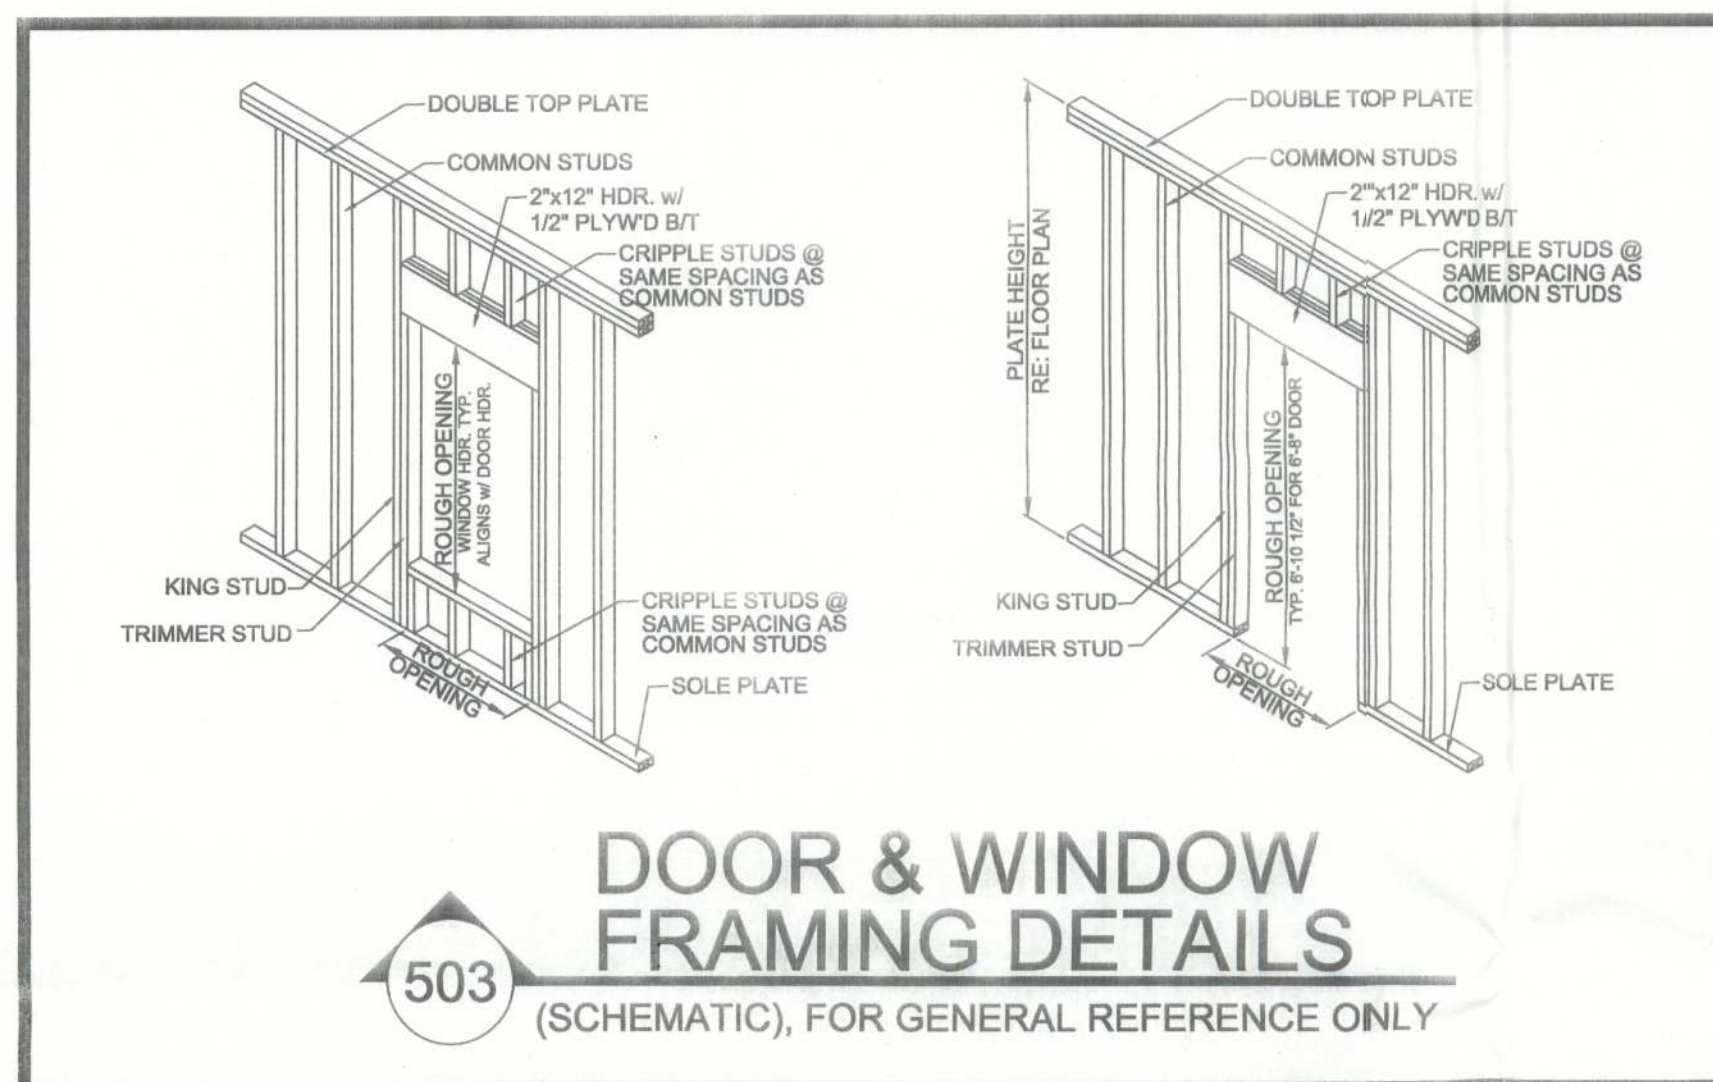 DOUBLE TOP PLATE
COMMON STUDS
2"x12" HDR. w/
1/2" PLYW'D B/T
CRIPPLE STUDS @
SAME SPACING AS
COMMON STUDS
ROUGH OPENING
WINDOW HDR. TYP.
ALIGNS w/ DOOR HDR.
KING STUD
TRIMMER STUD
CRIPPLE STUDS @
SAME SPACING AS
COMMON STUDS
ROUGH
OPENING
SOLE PLATE
DOUBLE TOP PLATE
COMMON STUDS
2"x12" HDR. w/
1/2" PLYW'D B/T
CRIPPLE STUDS @
SAME SPACING AS
COMMON STUDS
PLATE HEIGHT
RE: FLOOR PLAN
ROUGH OPENING
TYP. 6'-10 1/2" FOR 6'-8" DOOR
KING STUD
TRIMMER STUD
ROUGH
OPENING
SOLE PLATE
DOOR & WINDOW
FRAMING DETAILS
503
(SCHEMATIC), FOR GENERAL REFERENCE ONLY